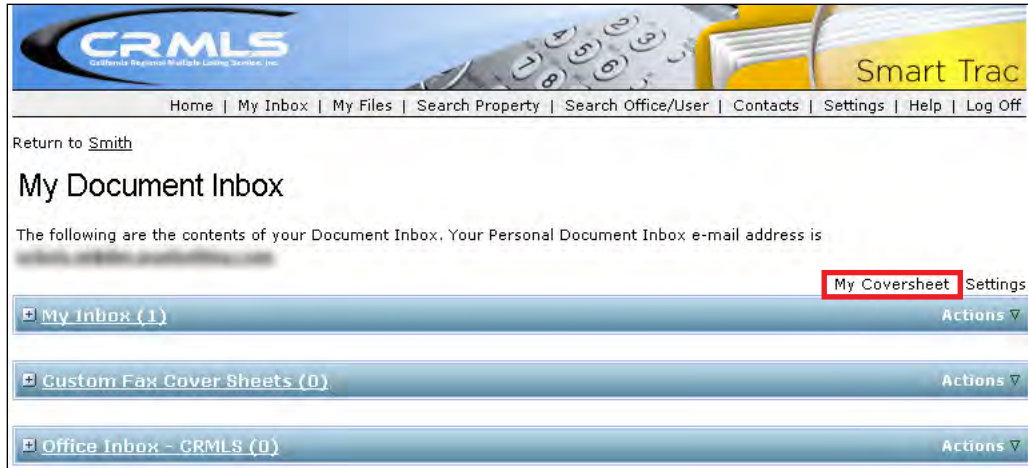 CRMLS
California Regional Multiple Listing Service, Inc.
Smart Trac
Home | My Inbox | My Files | Search Property | Search Office/User | Contacts | Settings | Help | Log Off
Return to Smith
My Document Inbox
The following are the contents of your Document Inbox. Your Personal Document Inbox e-mail address is
My Coversheet Settings
My Inbox (1) Actions
Custom Fax Cover Sheets (0) Actions
Office Inbox - CRMLS (0) Actions